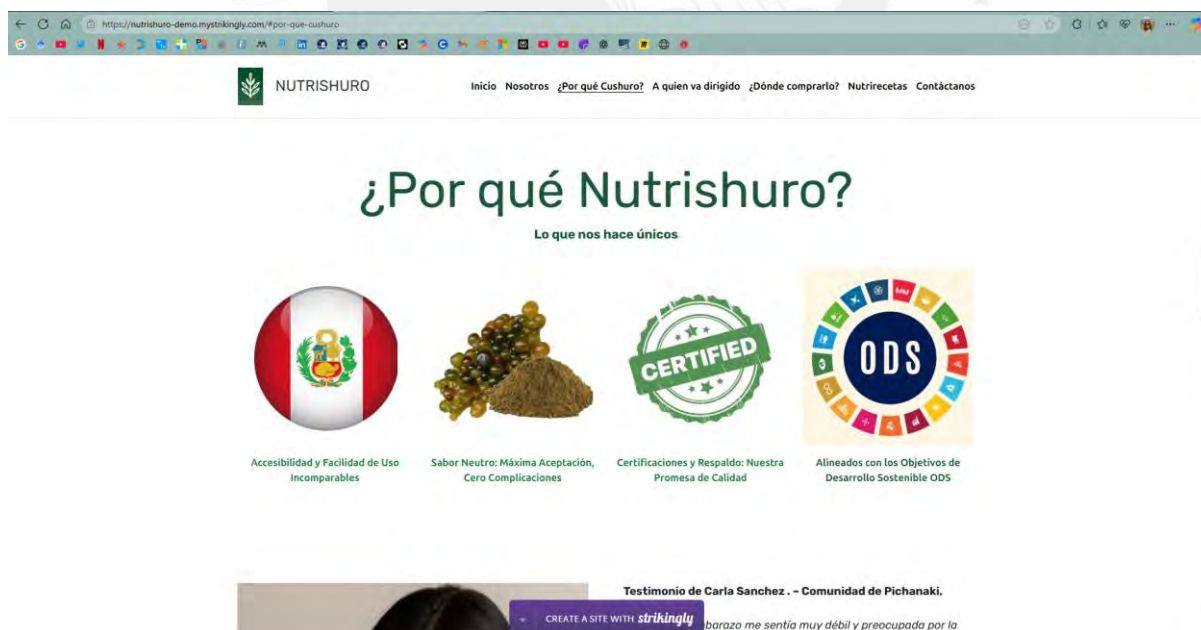 https://nutrishuro-demo.mystrikingly.com/#por-que-cushuro
NUTRISHURO
Inicio Nosotros ¿Por qué Cushuro? A quien va dirigido ¿Dónde comprarlo? Nutrirecetas Contáctanos
¿Por qué Nutrishuro?
Lo que nos hace únicos
CERTIFIED
ODS
Accesibilidad y Facilidad de Uso
Incomparables
Sabor Neutro: Máxima Aceptación,
Cero Complicaciones
Certificaciones y Respaldo: Nuestra
Promesa de Calidad
Alineados con los Objetivos de
Desarrollo Sostenible ODS
Testimonio de Carla Sanchez . – Comunidad de Pichanaki,
CREATE A SITE WITH strikingly
me sentía muy débil y preocupada por la